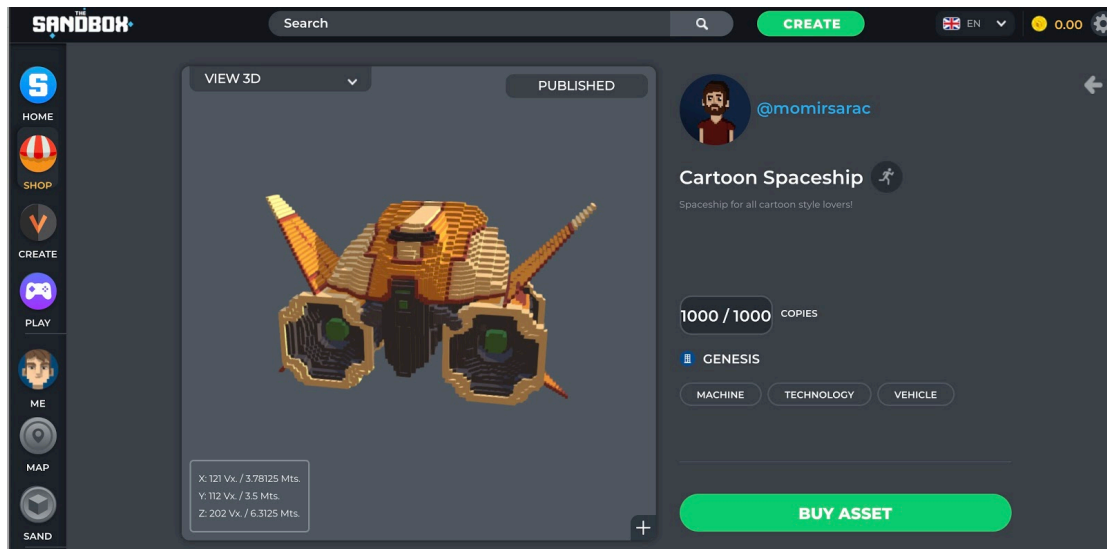 THE
SANDBOX
Search
CREATE
EN
0.00
HOME
SHOP
CREATE
PLAY
ME
MAP
SAND
VIEW 3D
PUBLISHED
X: 121 Vx. / 3.78125 Mts.
Y: 112 Vx. / 3.5 Mts.
Z: 202 Vx. / 6.3125 Mts.
@momirsarac
Cartoon Spaceship
Spaceship for all cartoon style lovers!
1000 / 1000 COPIES
GENESIS
MACHINE TECHNOLOGY VEHICLE
BUY ASSET